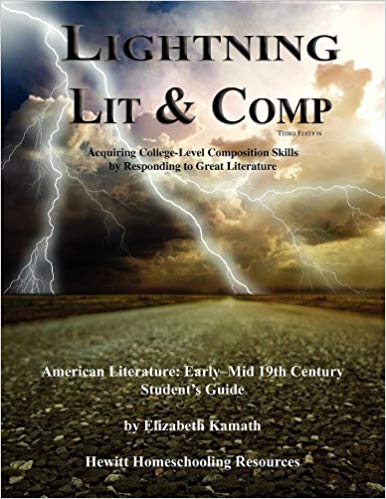 LIGHTNING
LIT & COMP
THIRD EDITION
Acquiring College-Level Composition Skills
by Responding to Great Literature
American Literature: Early–Mid 19th Century
Student's Guide
by Elizabeth Kamath
Hewitt Homeschooling Resources